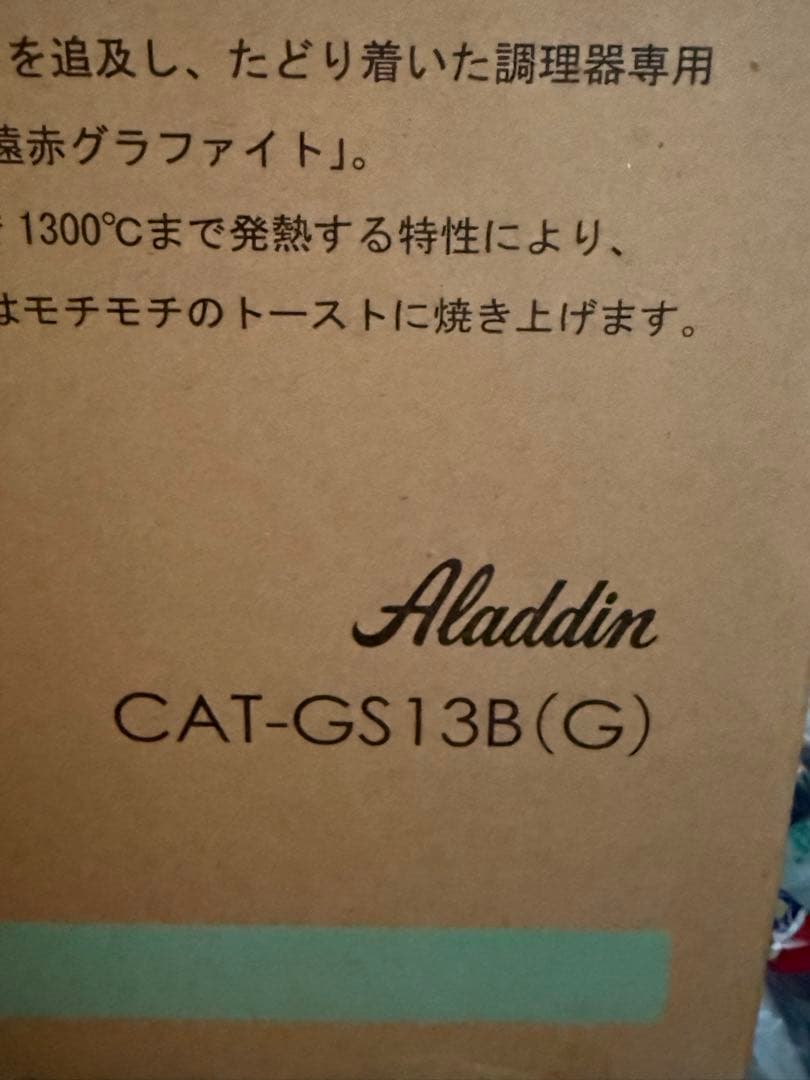 を追及し、たどり着いた調理器専用
遠赤グラファイト」。
1300℃まで発熱する特性により、
はモチモチのトーストに焼き上げます。
Aladdin
CAT-GS13B(G)